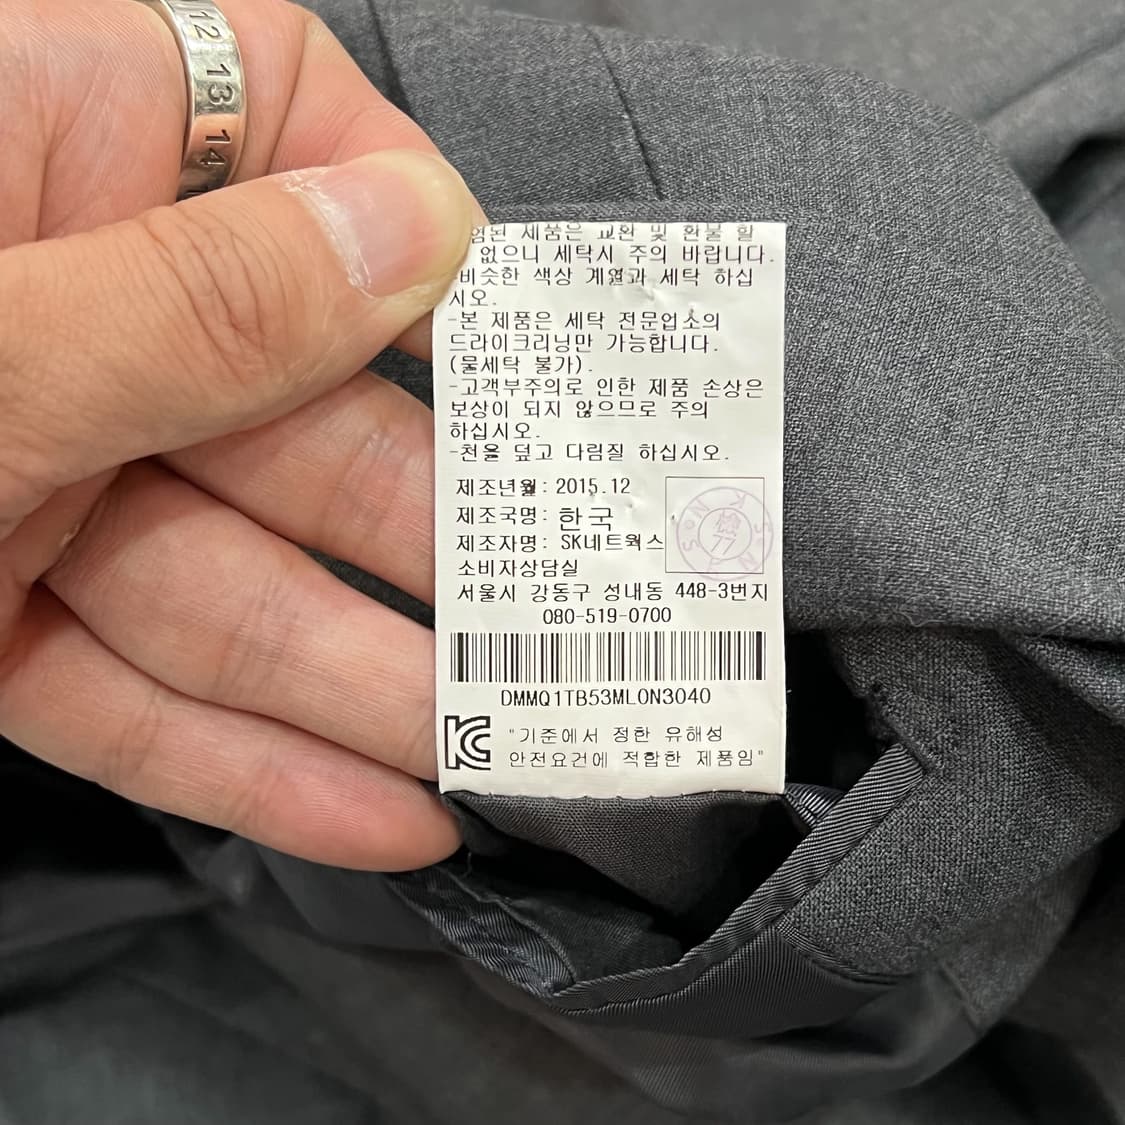 12 13 14
제품은 교환 및 환불 할
없으니 세탁시 주의 바랍니다.
-비슷한 색상 계열과 세탁 하십
시오.
-본 제품은 세탁 전문업소의
드라이크리닝만 가능합니다.
(물세탁 불가).
-고객부주의로 인한 제품 손상은
보상이 되지 않으므로 주의
하십시오.
-천을 덮고 다림질 하십시오.
제조년월: 2015.12
제조국명: 한국
제조자명: SK네트웍스
소비자상담실
서울시 강동구 성내동 448-3번지
080-519-0700
DMMQ1TB53MLON3040
"기준에서 정한 유해성
안전요건에 적합한 제품임"
77